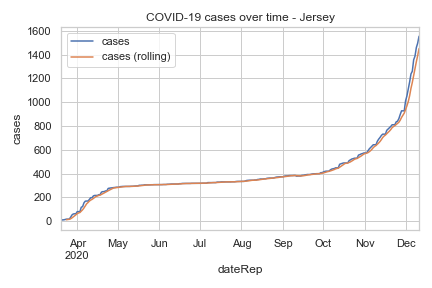 COVID-19 cases over time - Jersey
cases
cases (rolling)
1600
1400
1200
1000
800
600
400
200
0
cases
Apr May Jun Jul Aug Sep Oct Nov Dec
2020
dateRep